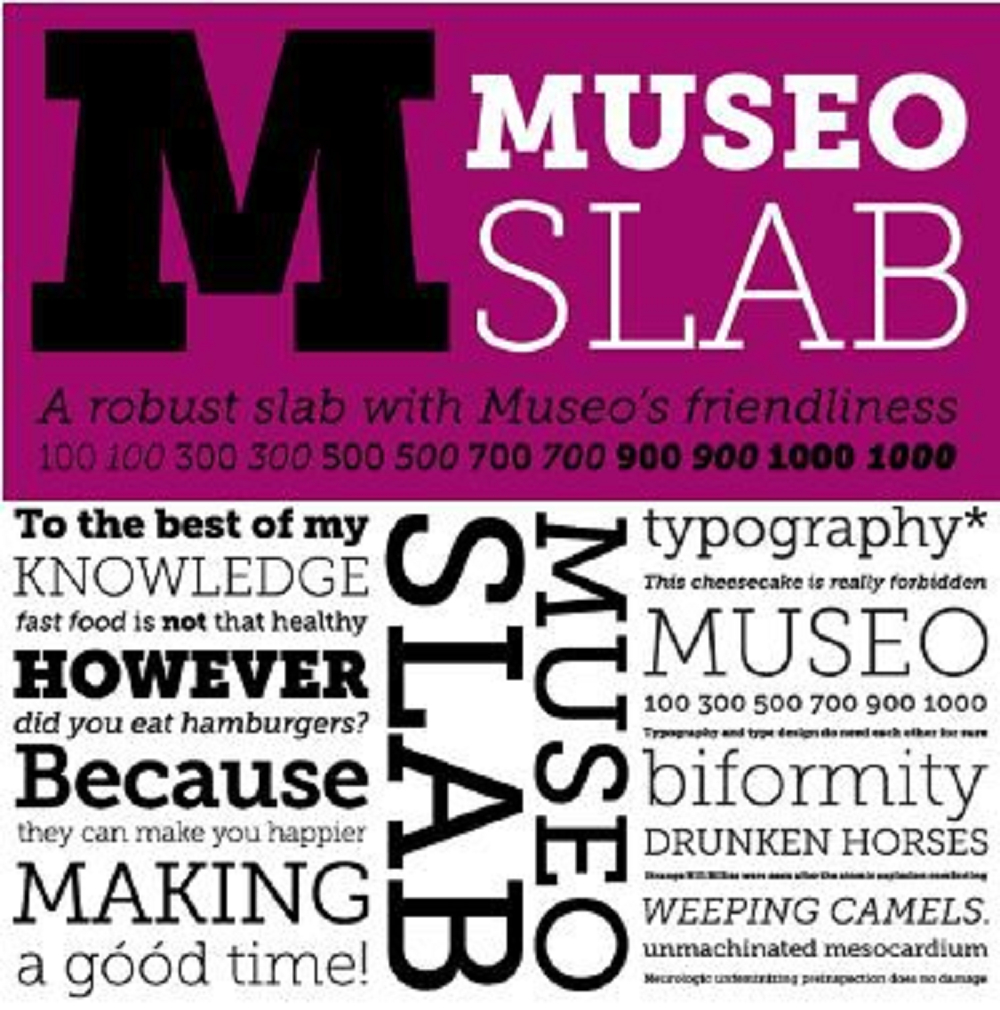 M
MUSEO
SLAB
A robust slab with Museo's friendliness
100 100 300 300 500 500 700 700 900 900 1000 1000
To the best of my
KNOWLEDGE
fast food is not that healthy
HOWEVER
did you eat hamburgers?
Because
they can make you happier
MAKING
a góód time!
SLAB
MUSEO
typography*
This cheesecake is really forbidden
MUSEO
100 300 500 700 900 1000
Typography and type design do need each other for sure
biformity
DRUNKEN HORSES
WEEPING CAMELS.
unmachinated mesocardium
Neurologic preinspection does no damage